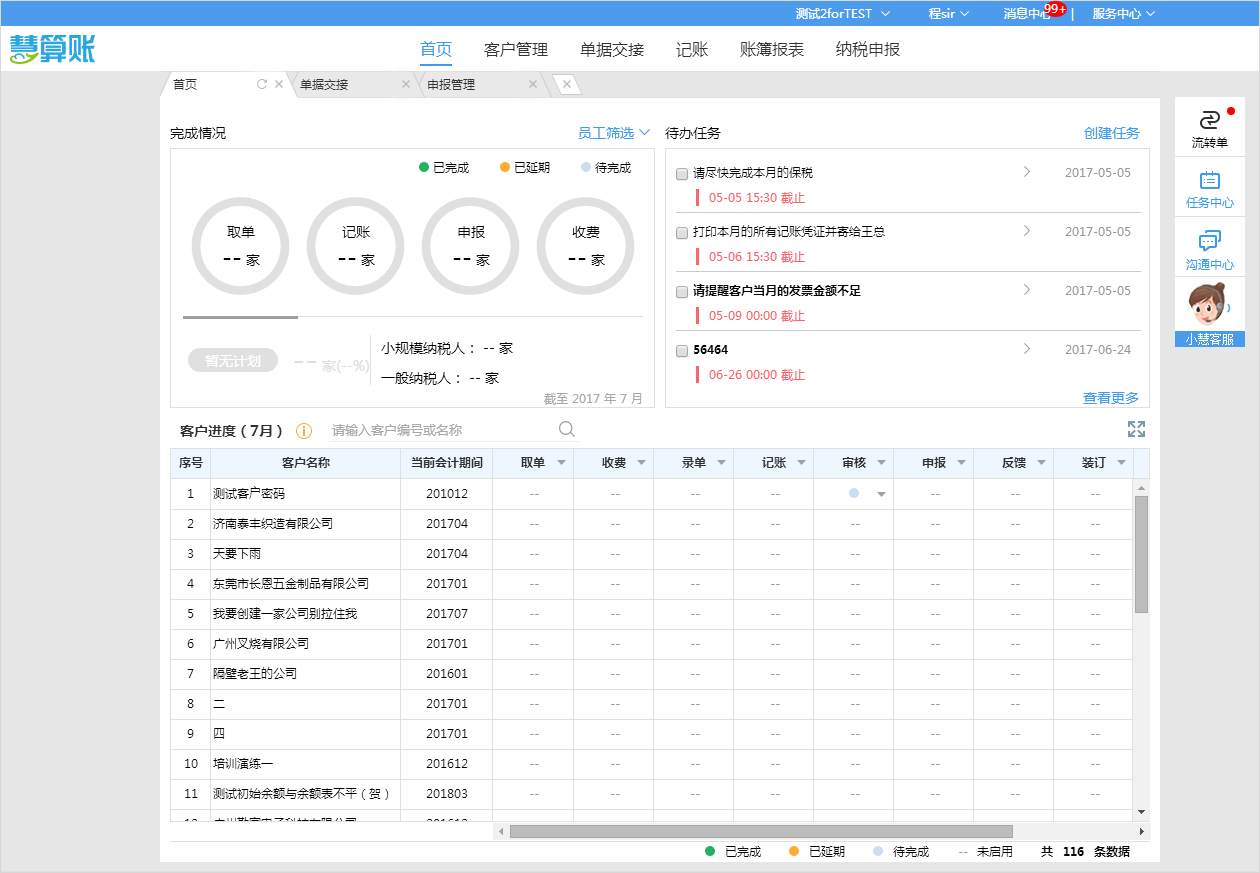 测试2forTEST 程sir 消息中心 99+ | 服务中心
慧算账 首页 客户管理 单据交接 记账 账簿报表 纳税申报
首页 单据交接 申报管理
完成情况 员工筛选
已完成 已延期 待完成
取单 记账 申报 收费
-- 家 -- 家 -- 家 -- 家
暂无计划 -- 家(--%)
小规模纳税人： -- 家
一般纳税人： -- 家
截至 2017 年 7 月
待办任务 创建任务
请尽快完成本月的保税 2017-05-05
05-05 15:30 截止
打印本月的所有记账凭证并寄给王总 2017-05-05
05-06 15:30 截止
请提醒客户当月的发票金额不足 2017-05-05
05-09 00:00 截止
56464 2017-06-24
06-26 00:00 截止
查看更多
流转单
任务中心
沟通中心
小慧客服
客户进度（7月） 请输入客户编号或名称
序号 客户名称 当前会计期间 取单 收费 录单 记账 审核 申报 反馈 装订
1 测试客户密码 201012 -- -- -- -- -- -- --
2 济南泰丰织造有限公司 201704 -- -- -- -- -- -- -- --
3 天要下雨 201704 -- -- -- -- -- -- -- --
4 东莞市长恩五金制品有限公司 201701 -- -- -- -- -- -- -- --
5 我要创建一家公司别拉住我 201707 -- -- -- -- -- -- -- --
6 广州叉烧有限公司 201701 -- -- -- -- -- -- -- --
7 隔壁老王的公司 201601 -- -- -- -- -- -- -- --
8 二 201701 -- -- -- -- -- -- -- --
9 四 201701 -- -- -- -- -- -- -- --
10 培训演练一 201612 -- -- -- -- -- -- -- --
11 测试初始余额与余额表不平（贺） 201803 -- -- -- -- -- -- -- --
已完成 已延期 待完成 -- 未启用 共 116 条数据